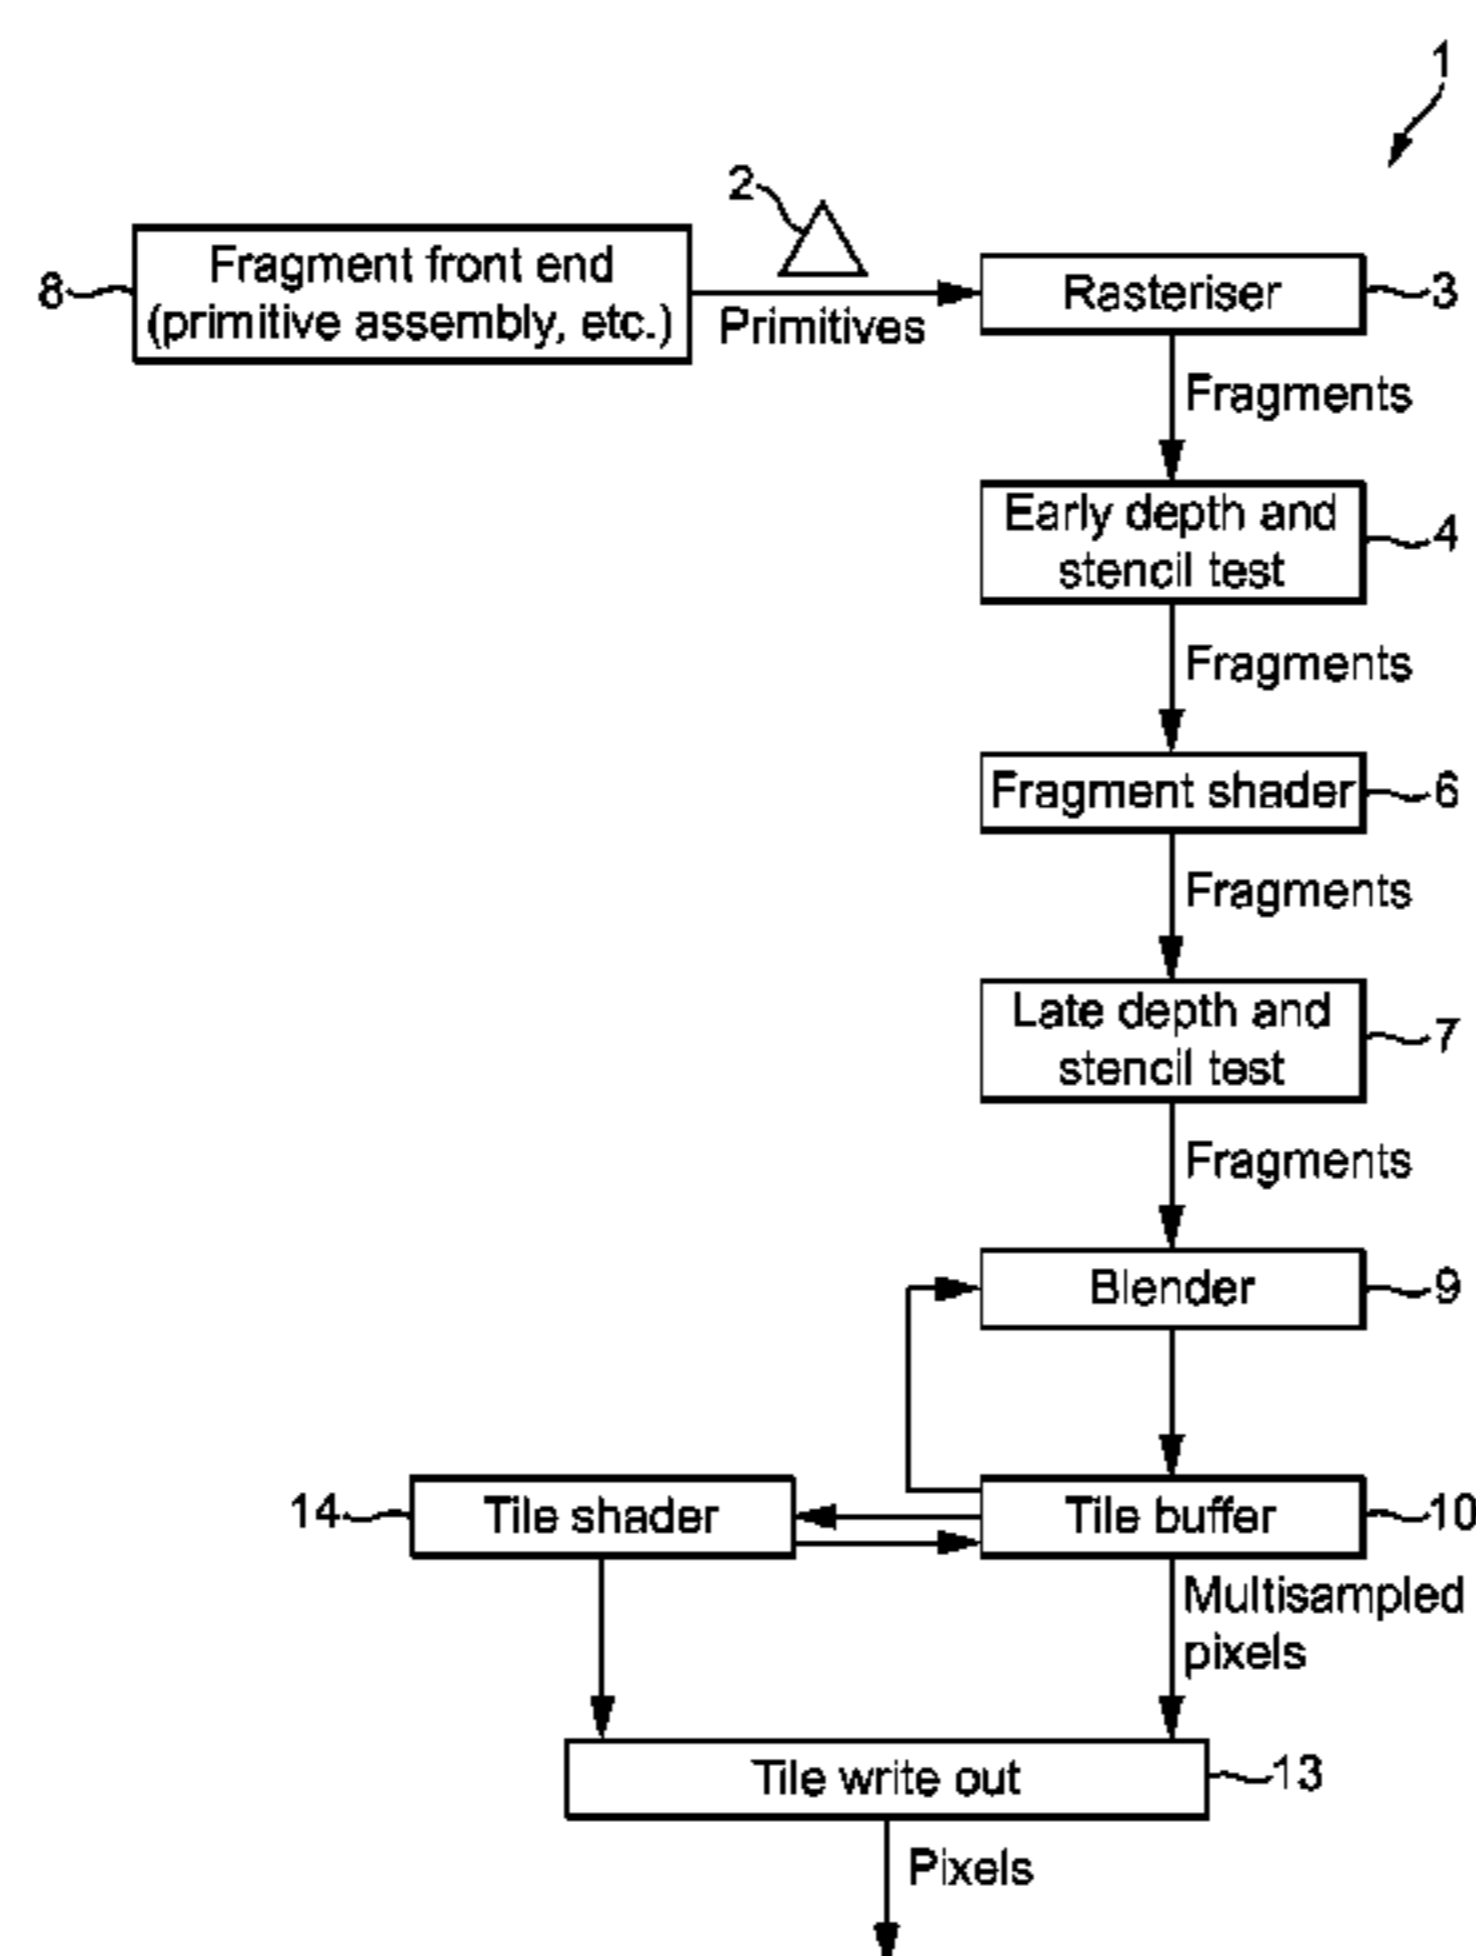 1
2
8
Fragment front end
(primitive assembly, etc.)
Primitives
Rasteriser
3
Fragments
Early depth and
stencil test
4
Fragments
Fragment shader
6
Fragments
Late depth and
stencil test
7
Fragments
Blender
9
14
Tile shader
Tile buffer
10
Multisampled
pixels
Tile write out
13
Pixels